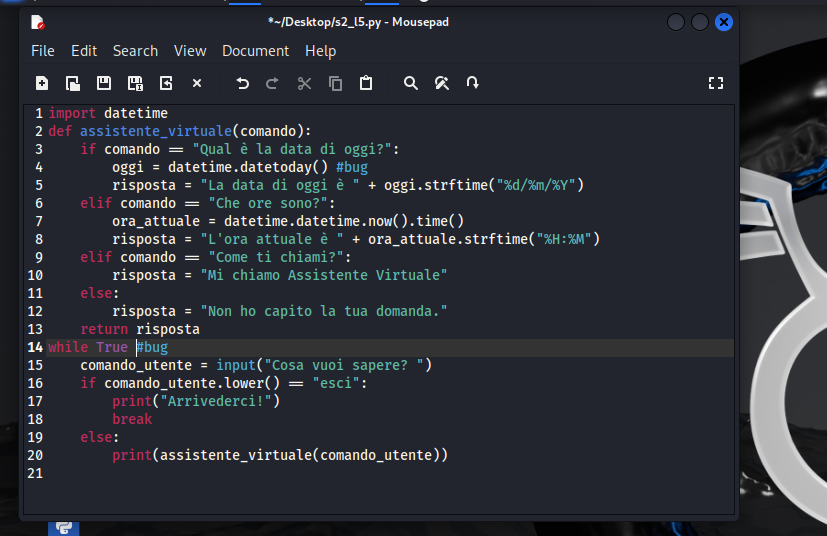 *~/Desktop/s2_l5.py - Mousepad
File Edit Search View Document Help
1 import datetime
2 def assistente_virtuale(comando):
3     if comando == "Qual è la data di oggi?":
4         oggi = datetime.datetoday() #bug
5         risposta = "La data di oggi è " + oggi.strftime("%d/%m/%Y")
6     elif comando == "Che ore sono?":
7         ora_attuale = datetime.datetime.now().time()
8         risposta = "L'ora attuale è " + ora_attuale.strftime("%H:%M")
9     elif comando == "Come ti chiami?":
10         risposta = "Mi chiamo Assistente Virtuale"
11     else:
12         risposta = "Non ho capito la tua domanda."
13     return risposta
14 while True #bug
15     comando_utente = input("Cosa vuoi sapere? ")
16     if comando_utente.lower() == "esci":
17         print("Arrivederci!")
18         break
19     else:
20         print(assistente_virtuale(comando_utente))
21